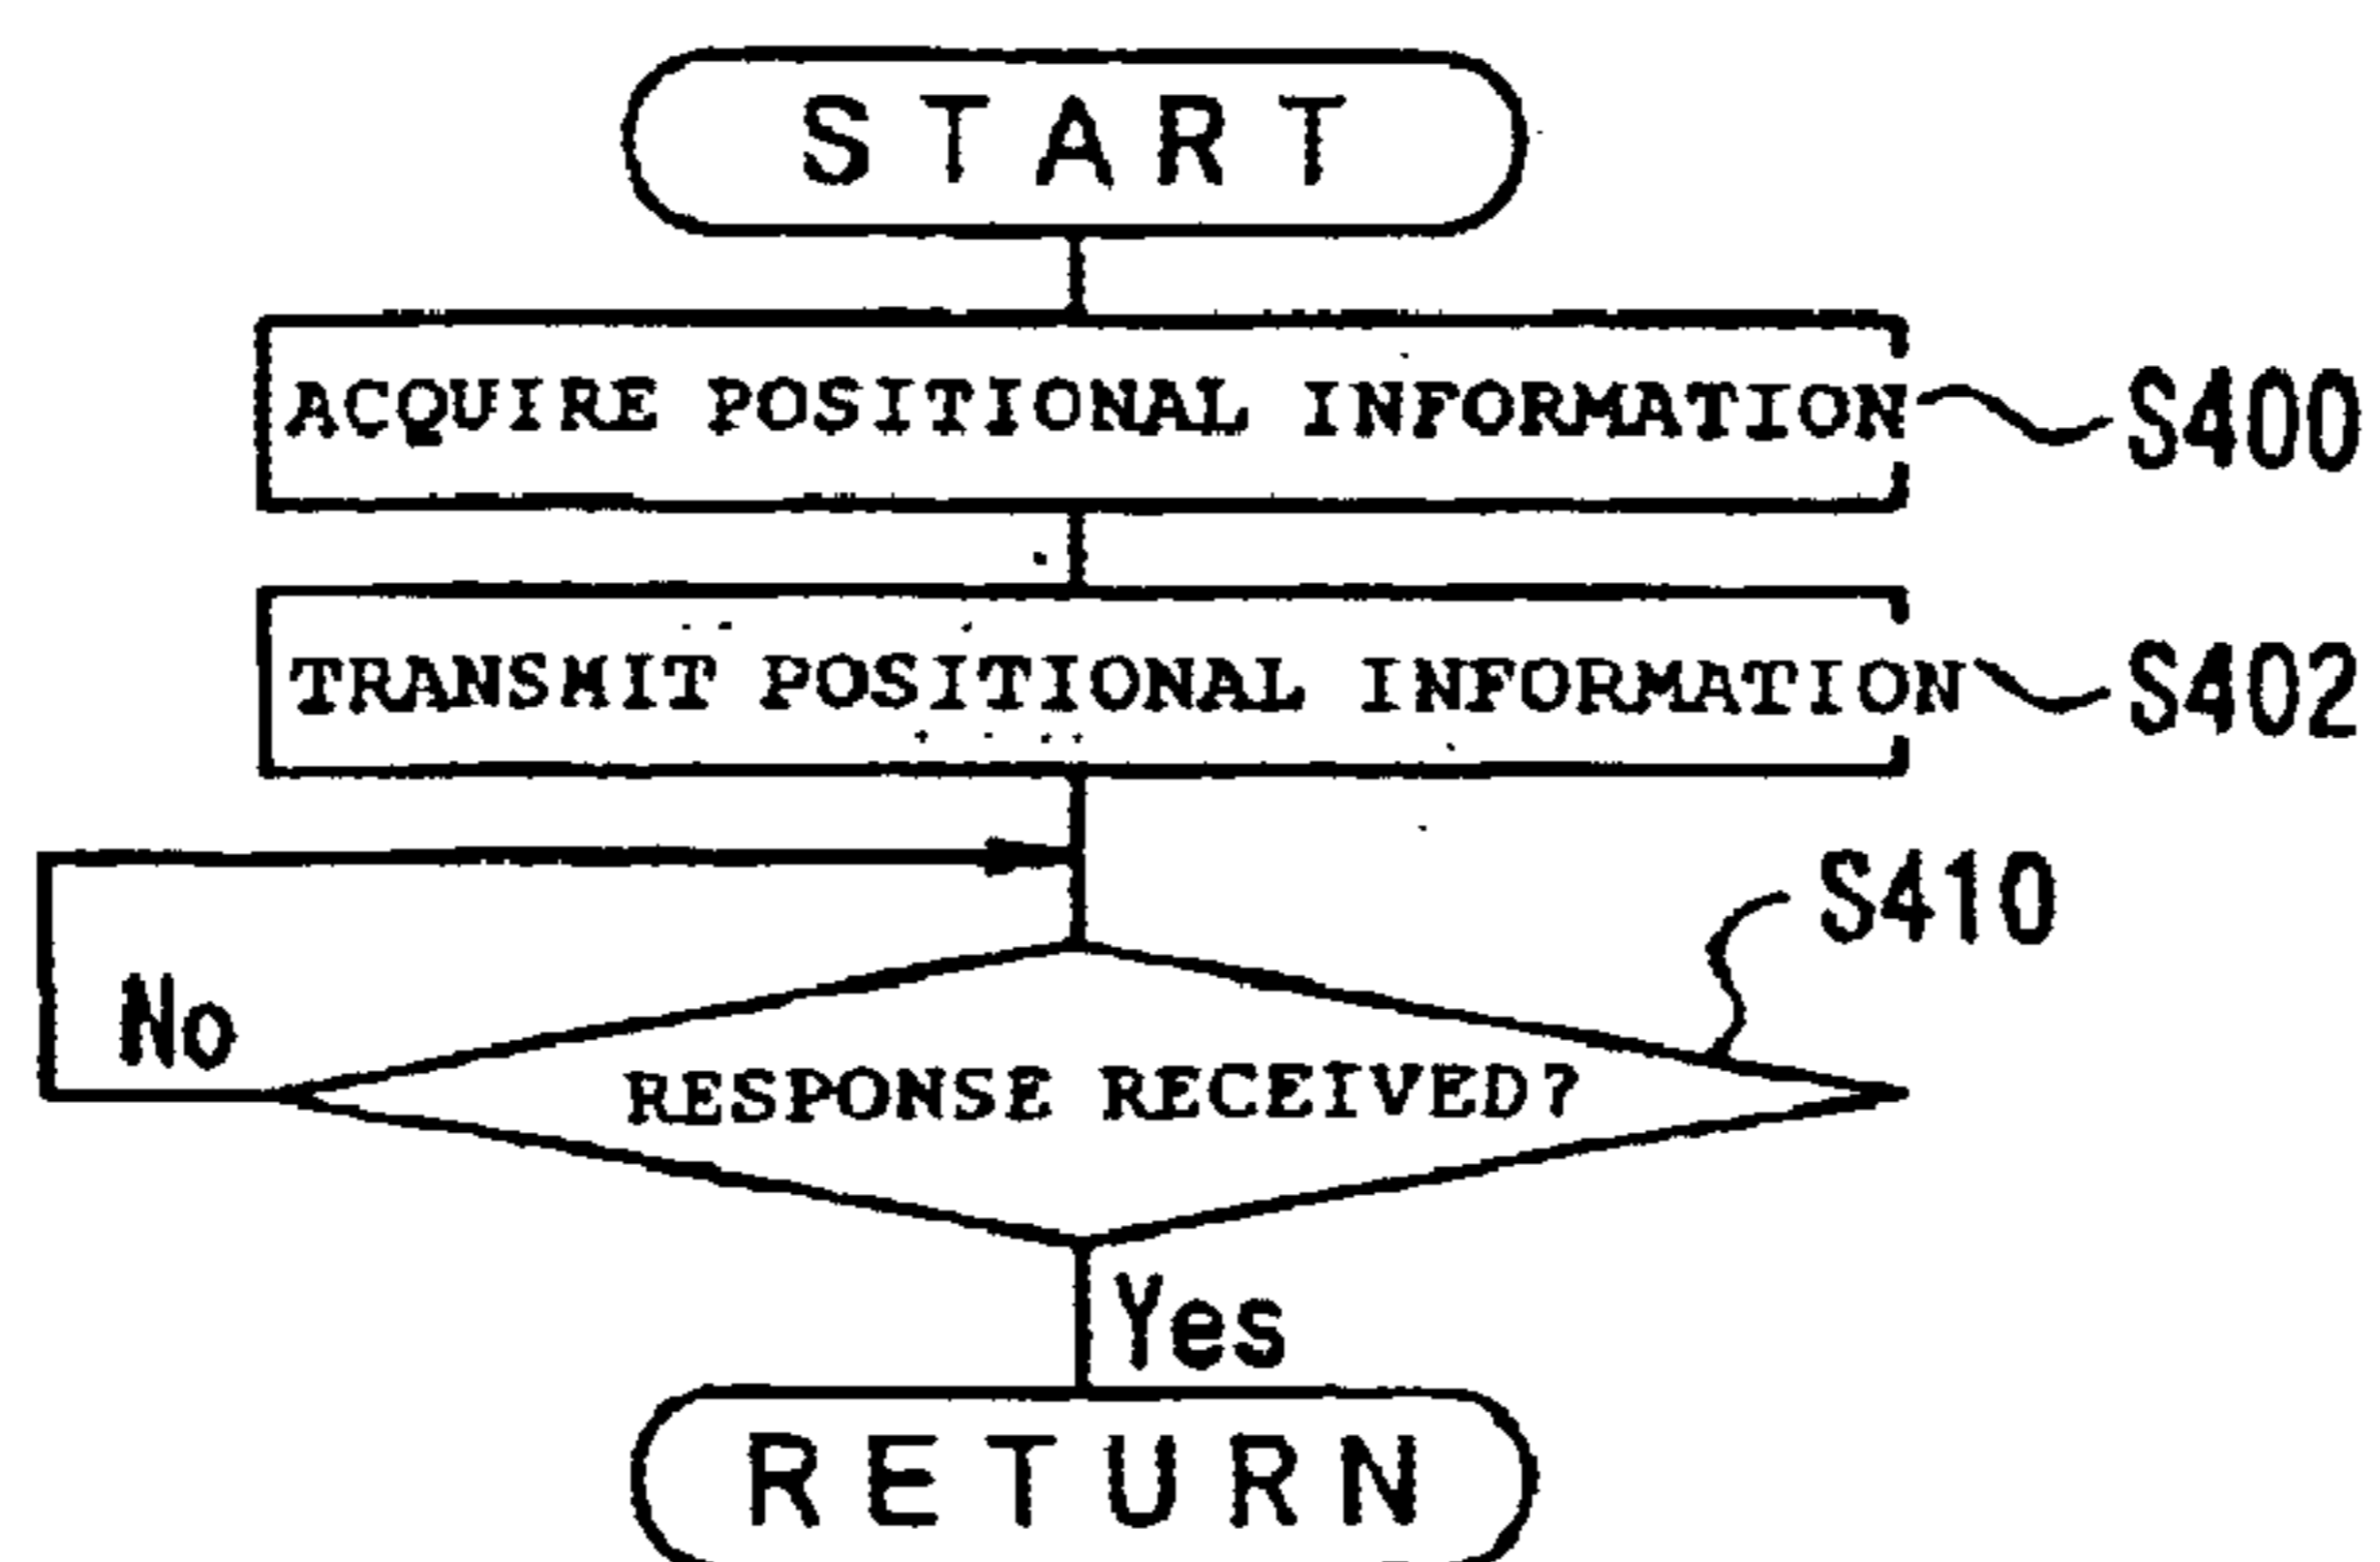 START
ACQUIRE POSITIONAL INFORMATION S400
TRANSMIT POSITIONAL INFORMATION S402
S410
No
RESPONSE RECEIVED?
Yes
RETURN